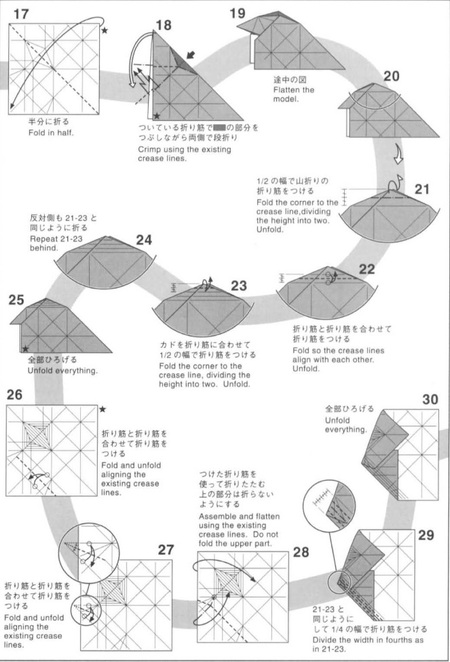 17
半分に折る
Fold in half.
18
ついている折り筋で の部分を
つぶしながら両側で段折り
Crimp using the existing
crease lines.
19
途中の図
Flatten the
model.
20
21
1/2 の幅で山折りの
折り筋をつける
Fold the corner to the
crease line,dividing
the height into two.
Unfold.
22
折り筋と折り筋を合わせて
折り筋をつける
Fold so the crease lines
align with each other.
Unfold.
23
カドを折り筋に合わせて
1/2 の幅で折り筋をつける
Fold the corner to the
crease line, dividing the
height into two. Unfold.
24
反対側も 21-23 と
同じように折る
Repeat 21-23
behind.
25
全部ひろげる
Unfold everything.
26
折り筋と折り筋を
合わせて折り筋を
つける
Fold and unfold
aligning the
existing crease
lines.
27
折り筋と折り筋を
合わせて折り筋を
つける
Fold and unfold
aligning the
existing crease
lines.
28
つけた折り筋を
使って折りたたむ
上の部分は折らない
ようにする
Assemble and flatten
using the existing
crease lines. Do not
fold the upper part.
29
21-23 と
同じように
して 1/4 の幅で折り筋をつける
Divide the width in fourths as
in 21-23.
30
全部ひろげる
Unfold
everything.